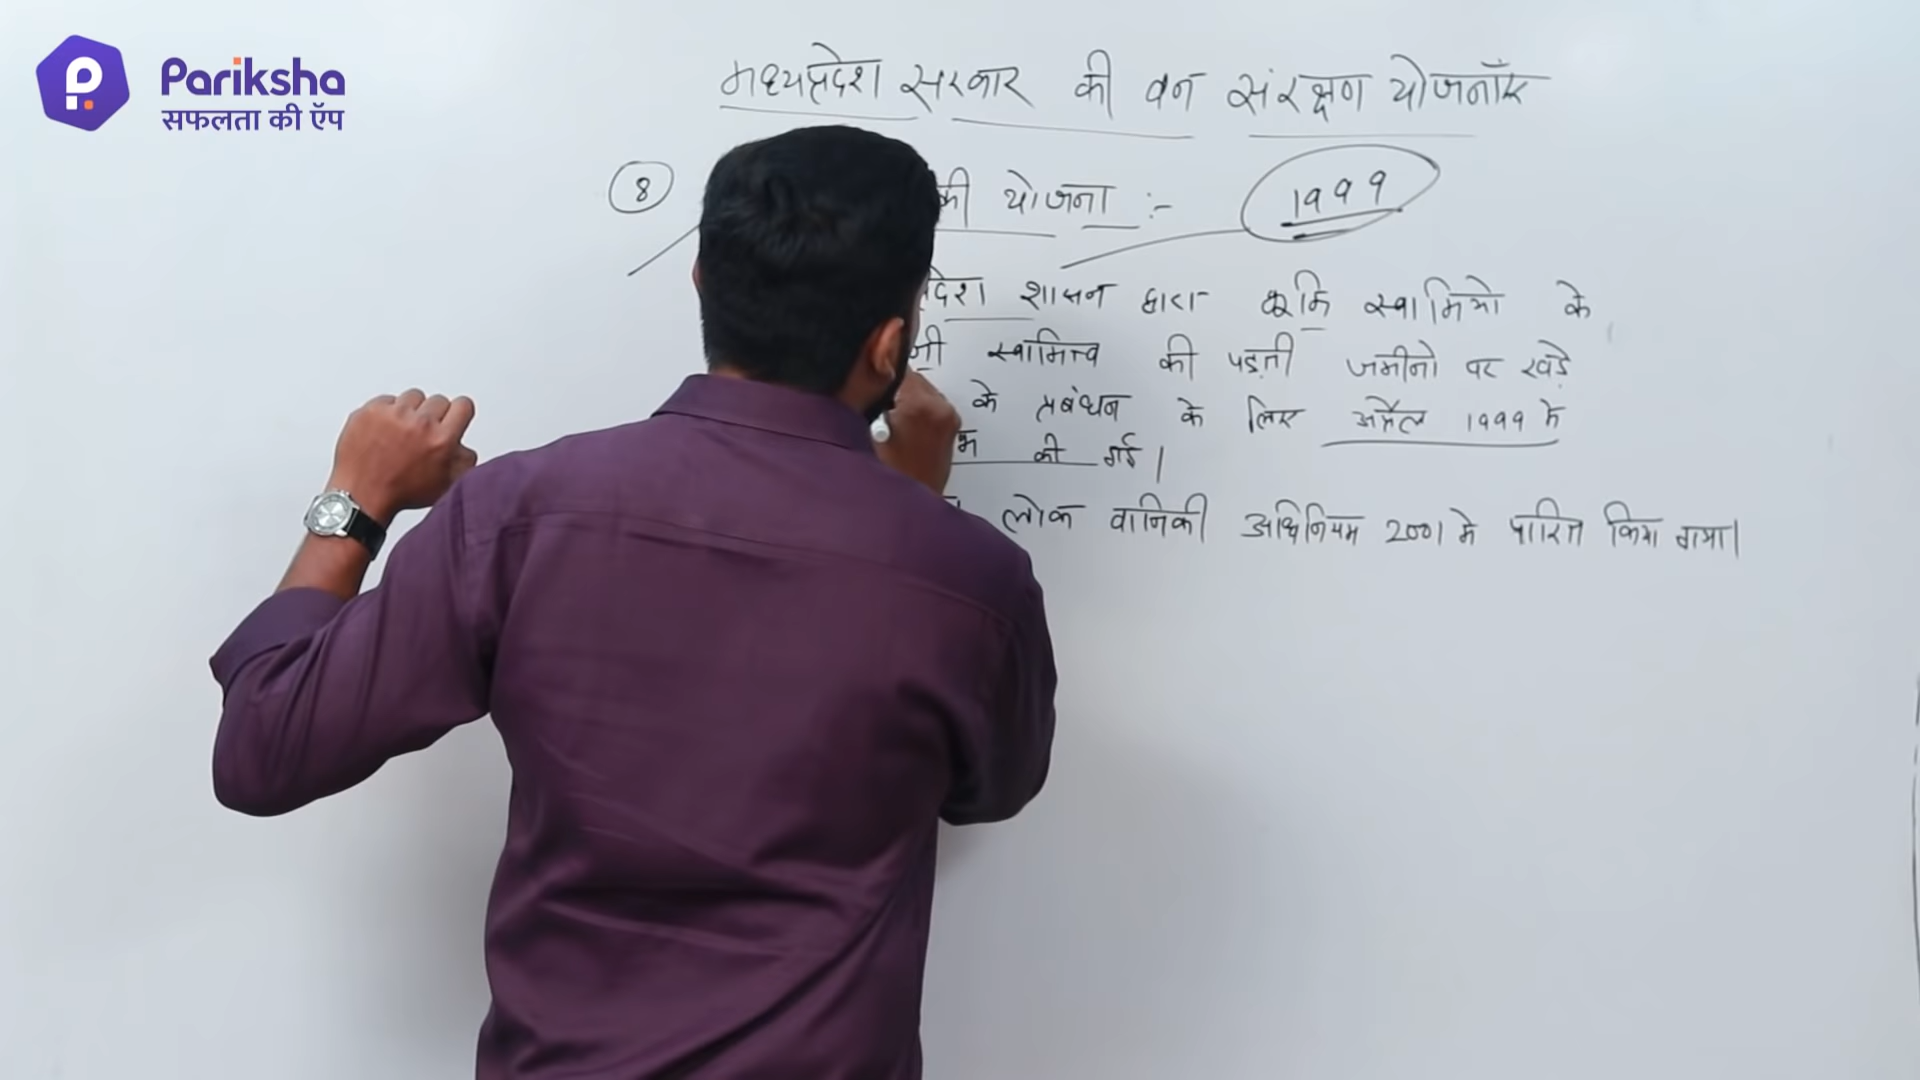 Pariksha
सफलता की ऍप
मध्यप्रदेश सरकार की वन संरक्षण योजनाएँ
8 की योजना :- 1999
देश शासन द्वारा भूमि स्वामियो के
नी स्वामित्व की पड़ती जमीनो पर खड़े
के प्रबंधन के लिए अप्रैल 1999 में
की गई।
लोक वानिकी अधिनियम 2001 मे पारित किया गया।